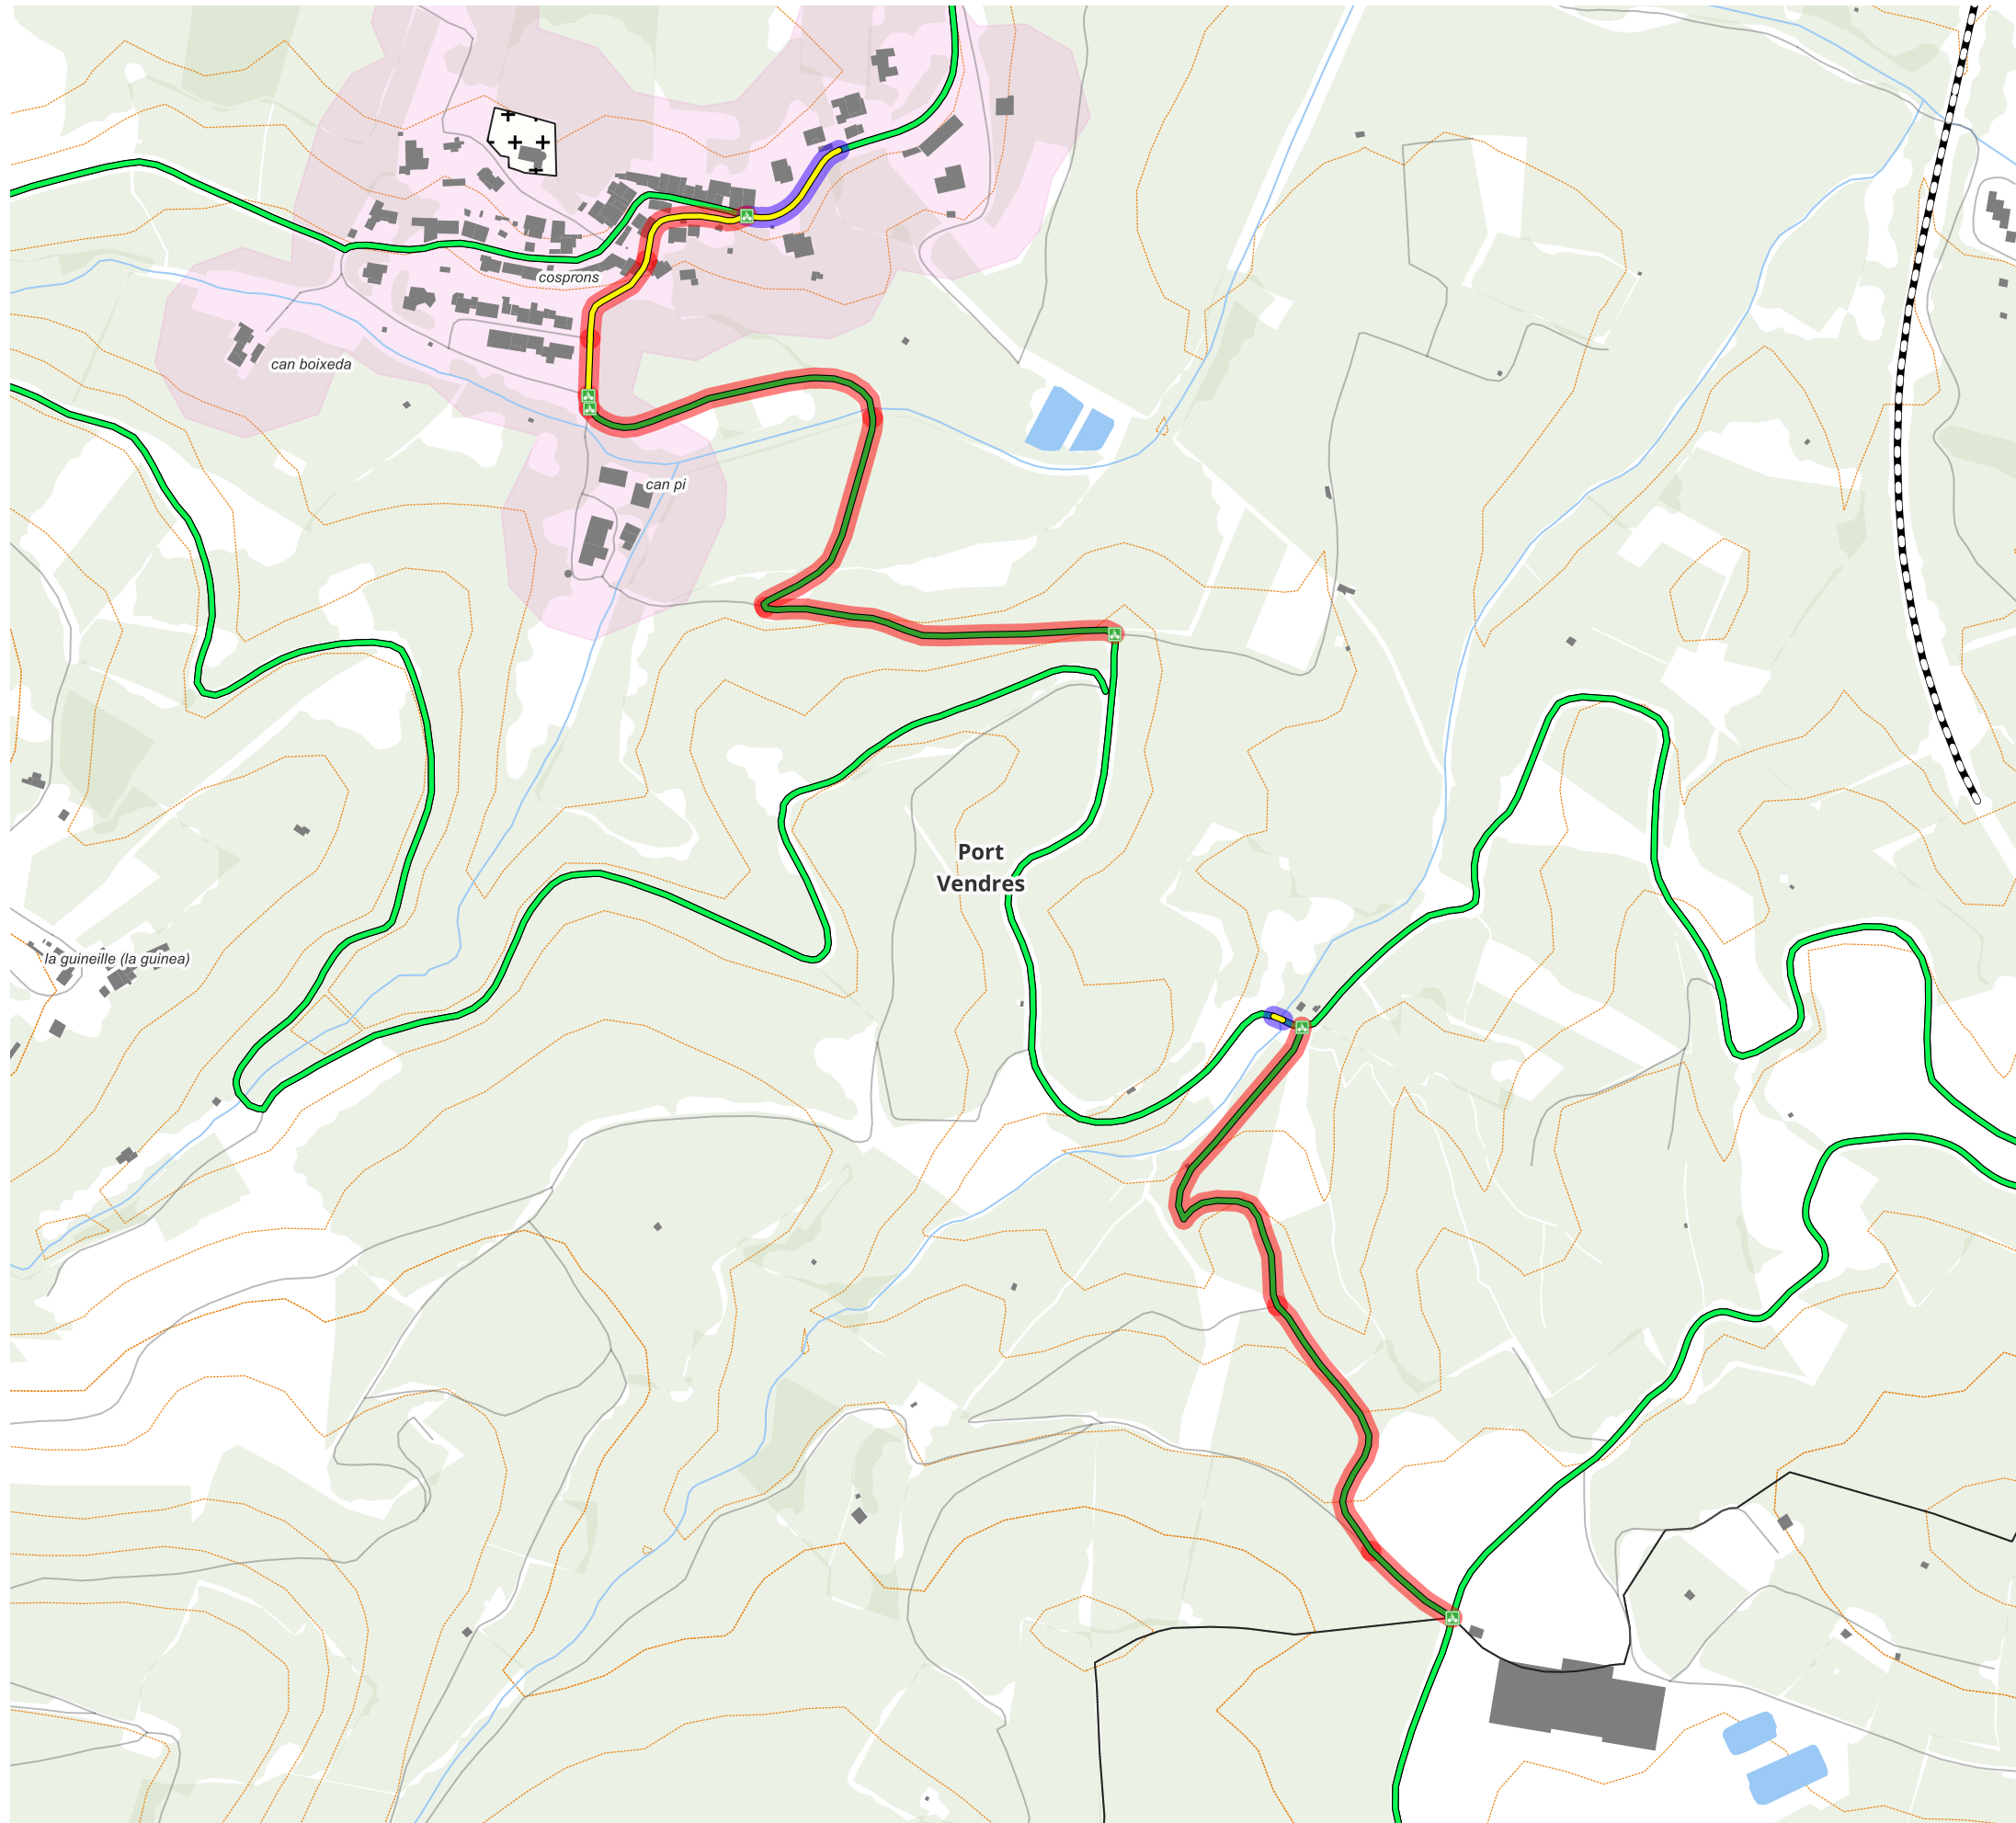 cosprons
can boixeda
can pi
Port
Vendres
la guineille (la guinea)